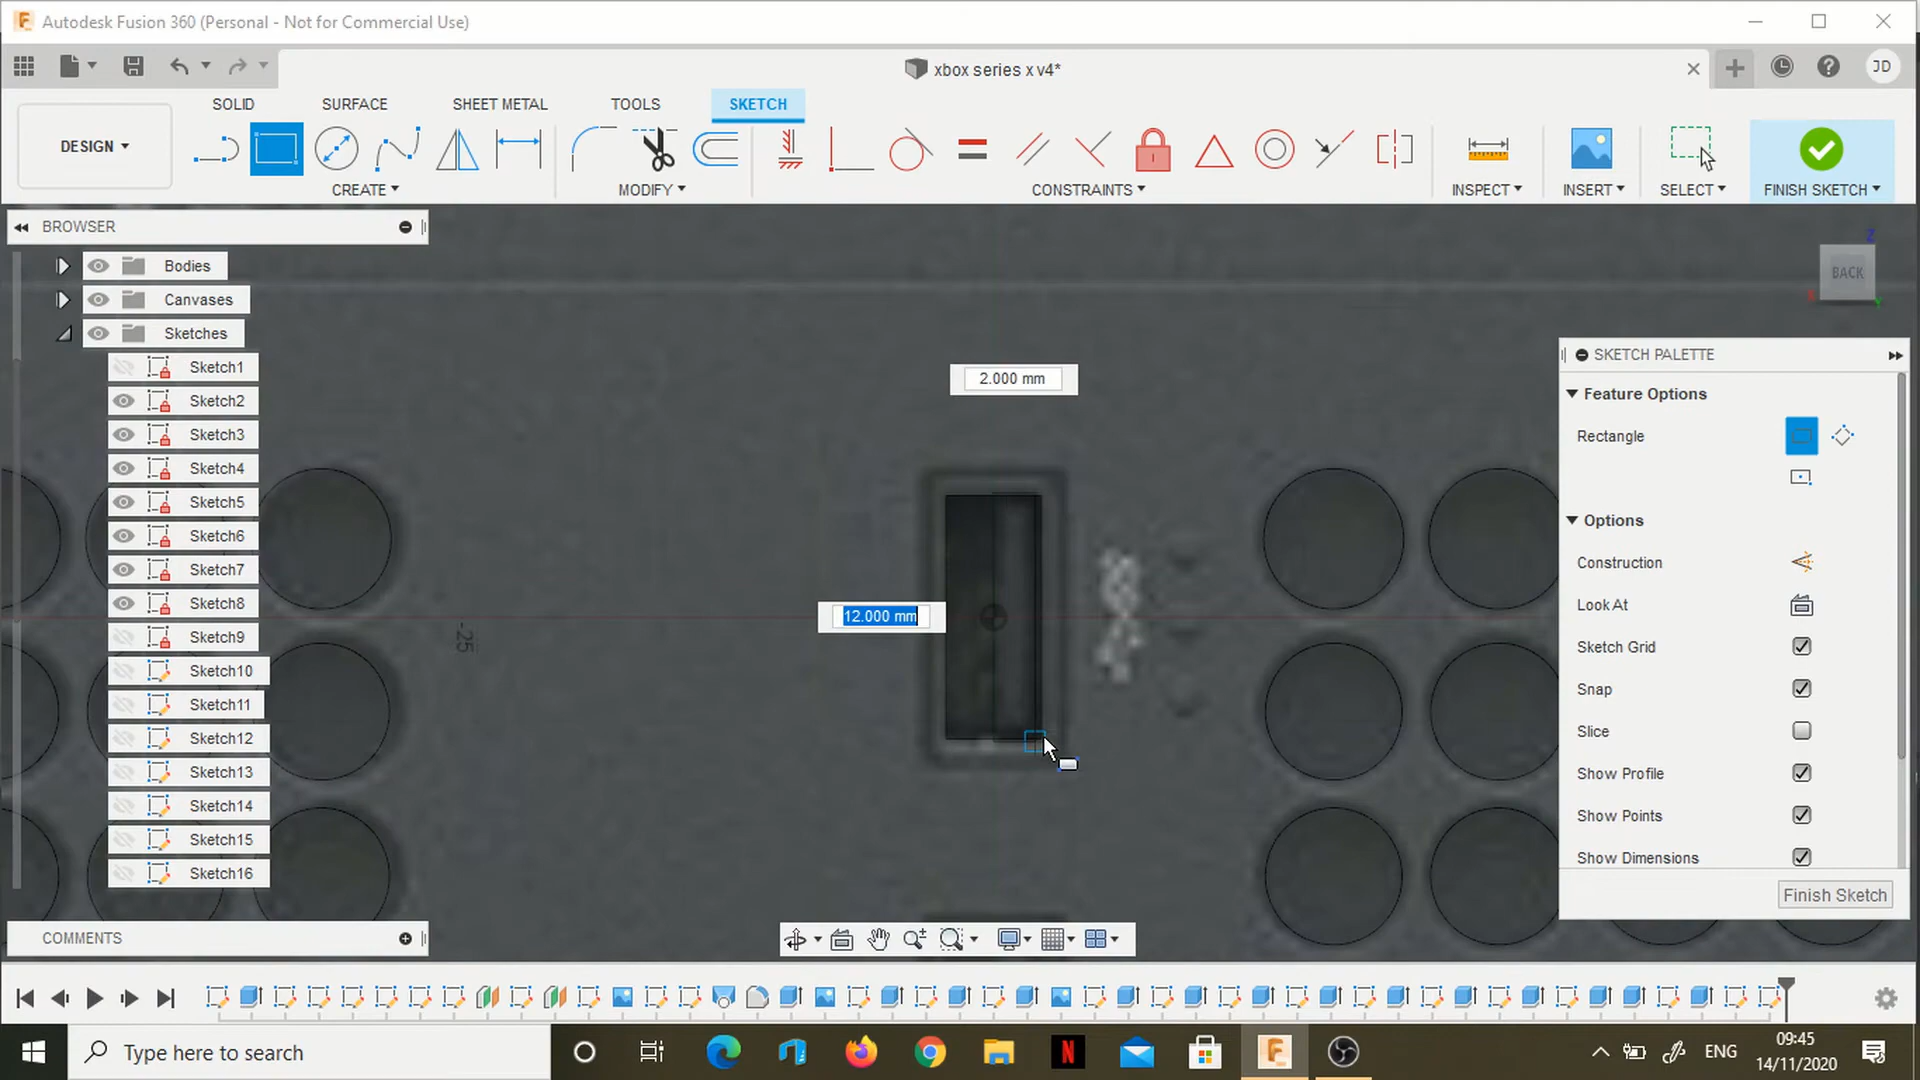 Autodesk Fusion 360 (Personal - Not for Commercial Use)
xbox series x v4*
JD
SOLID SURFACE SHEET METAL TOOLS SKETCH
DESIGN
CREATE MODIFY CONSTRAINTS INSPECT INSERT SELECT FINISH SKETCH
BROWSER
Bodies
Canvases
Sketches
Sketch1
Sketch2
Sketch3
Sketch4
Sketch5
Sketch6
Sketch7
Sketch8
Sketch9
Sketch10
Sketch11
Sketch12
Sketch13
Sketch14
Sketch15
Sketch16
COMMENTS
2.000 mm
12.000 mm
-25
Z
BACK
SKETCH PALETTE
Feature Options
Rectangle
Options
Construction
Look At
Sketch Grid
Snap
Slice
Show Profile
Show Points
Show Dimensions
Finish Sketch
Type here to search
ENG
09:45
14/11/2020